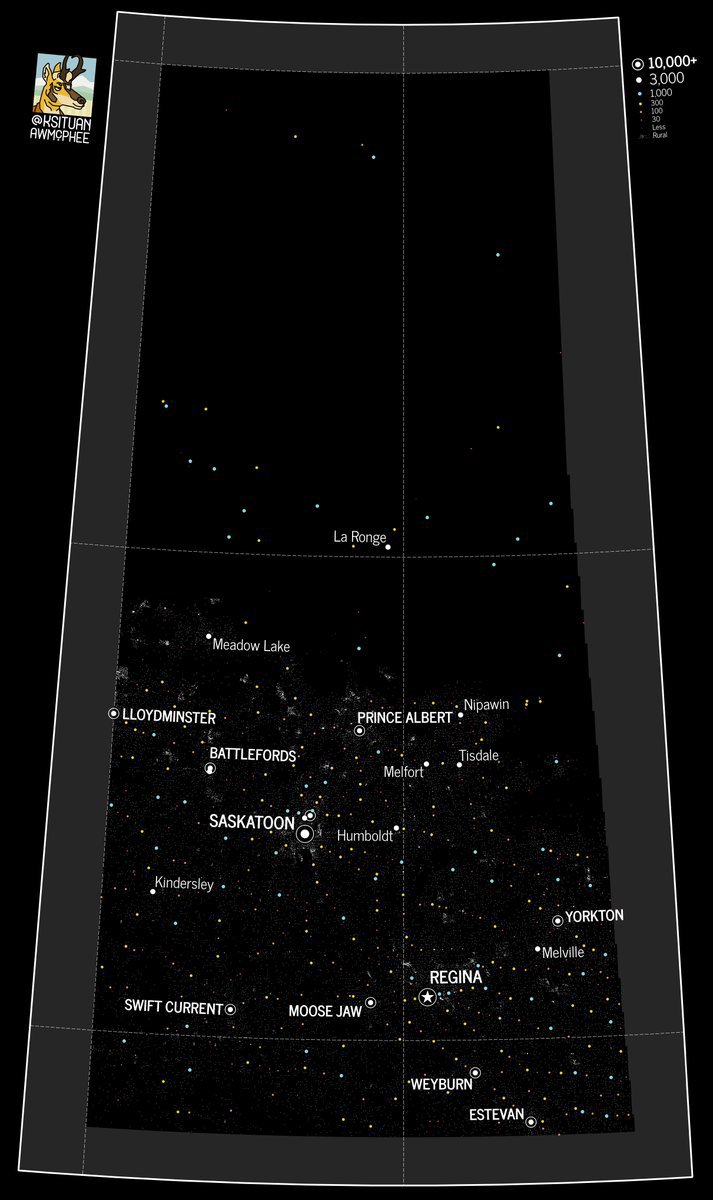 @KSITUAN
AWMCPHEE
10,000+
3,000
1,000
300
100
30
Less
Rural
La Ronge
Meadow Lake
Nipawin
LLOYDMINSTER
PRINCE ALBERT
BATTLEFORDS
Tisdale
Melfort
SASKATOON
Humboldt
Kindersley
YORKTON
Melville
REGINA
SWIFT CURRENT
MOOSE JAW
WEYBURN
ESTEVAN